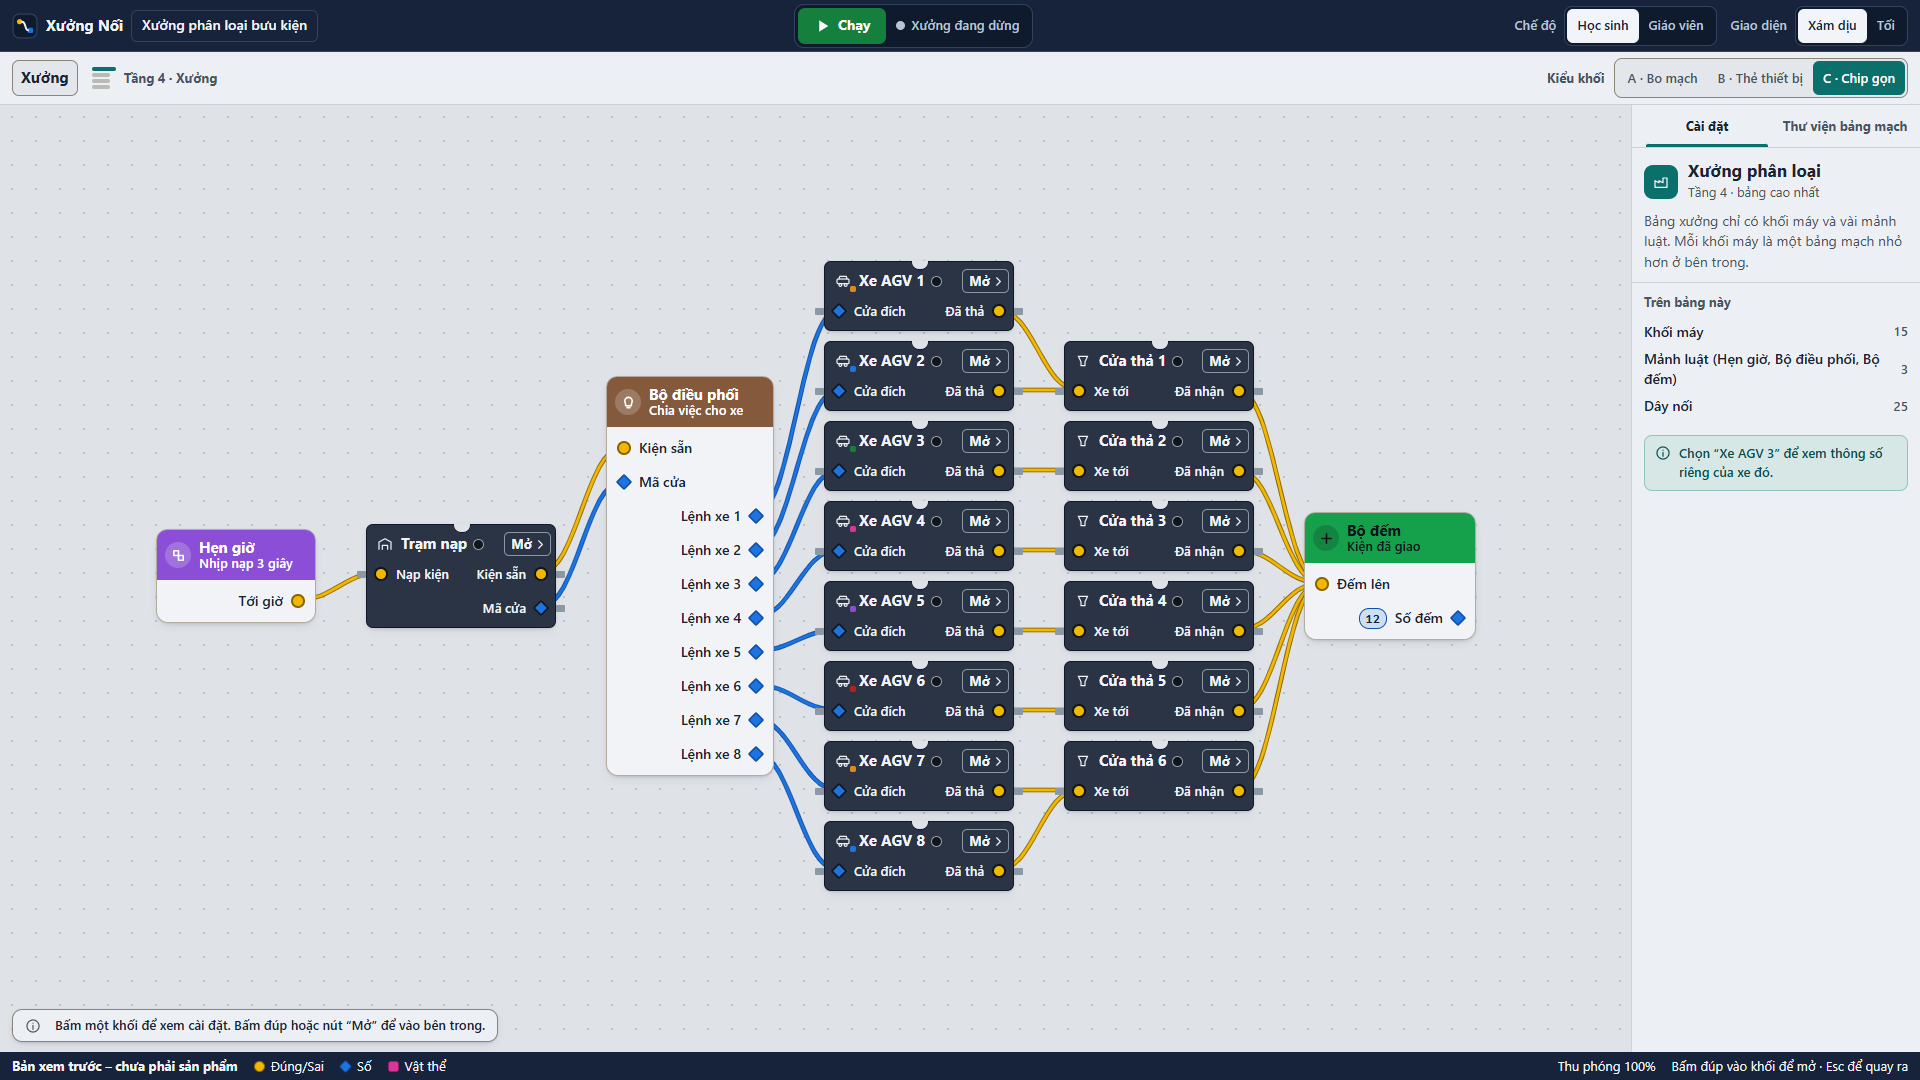 Xưởng Nối
Xưởng phân loại bưu kiện
Chạy
Xưởng đang dừng
Chế độ
Học sinh
Giáo viên
Giao diện
Xám dịu
Tối
Xưởng
Tầng 4 · Xưởng
Kiểu khối
A · Bo mạch
B · Thẻ thiết bị
C · Chip gọn
Hẹn giờ
Nhịp nạp 3 giây
Tới giờ
Trạm nạp
Mở
Nạp kiện
Kiện sẵn
Mã cửa
Bộ điều phối
Chia việc cho xe
Kiện sẵn
Mã cửa
Lệnh xe 1
Lệnh xe 2
Lệnh xe 3
Lệnh xe 4
Lệnh xe 5
Lệnh xe 6
Lệnh xe 7
Lệnh xe 8
Xe AGV 1
Mở
Cửa đích
Đã thả
Xe AGV 2
Mở
Cửa đích
Đã thả
Xe AGV 3
Mở
Cửa đích
Đã thả
Xe AGV 4
Mở
Cửa đích
Đã thả
Xe AGV 5
Mở
Cửa đích
Đã thả
Xe AGV 6
Mở
Cửa đích
Đã thả
Xe AGV 7
Mở
Cửa đích
Đã thả
Xe AGV 8
Mở
Cửa đích
Đã thả
Cửa thả 1
Mở
Xe tới
Đã nhận
Cửa thả 2
Mở
Xe tới
Đã nhận
Cửa thả 3
Mở
Xe tới
Đã nhận
Cửa thả 4
Mở
Xe tới
Đã nhận
Cửa thả 5
Mở
Xe tới
Đã nhận
Cửa thả 6
Mở
Xe tới
Đã nhận
Bộ đếm
Kiện đã giao
Đếm lên
12
Số đếm
Cài đặt
Thư viện bảng mạch
Xưởng phân loại
Tầng 4 · bảng cao nhất
Bảng xưởng chỉ có khối máy và vài mảnh
luật. Mỗi khối máy là một bảng mạch nhỏ
hơn ở bên trong.
Trên bảng này
Khối máy 15
Mảnh luật (Hẹn giờ, Bộ điều phối, Bộ
đếm) 3
Dây nối 25
Chọn “Xe AGV 3” để xem thông số
riêng của xe đó.
Bấm một khối để xem cài đặt. Bấm đúp hoặc nút “Mở” để vào bên trong.
Bản xem trước – chưa phải sản phẩm
Đúng/Sai
Số
Vật thể
Thu phóng 100%
Bấm đúp vào khối để mở · Esc để quay ra